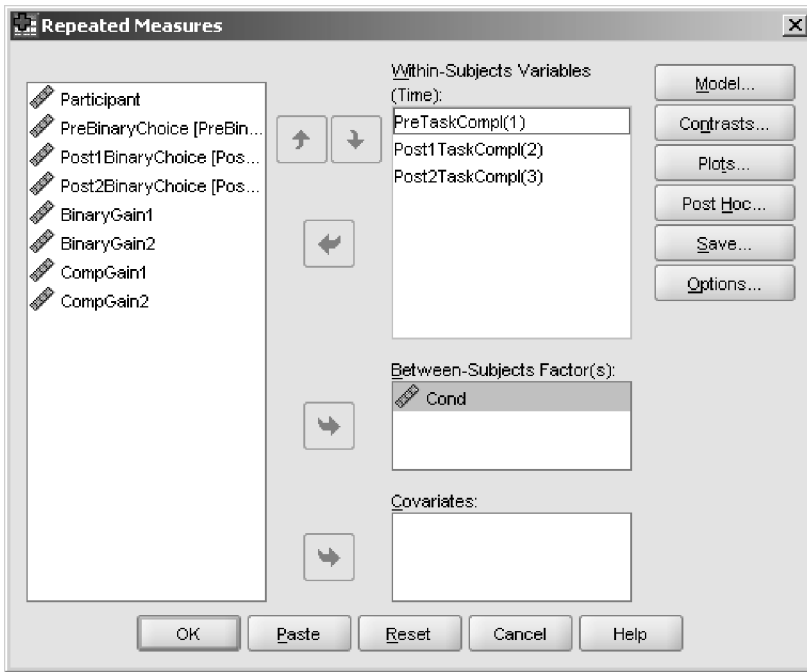 Repeated Measures
Participant
PreBinaryChoice [PreBin...
Post1BinaryChoice [Pos...
Post2BinaryChoice [Pos...
BinaryGain1
BinaryGain2
CompGain1
CompGain2
Within-Subjects Variables
(Time):
PreTaskCompl(1)
Post1TaskCompl(2)
Post2TaskCompl(3)
Between-Subjects Factor(s):
Cond
Covariates:
Model...
Contrasts...
Plots...
Post Hoc...
Save...
Options...
OK
Paste
Reset
Cancel
Help